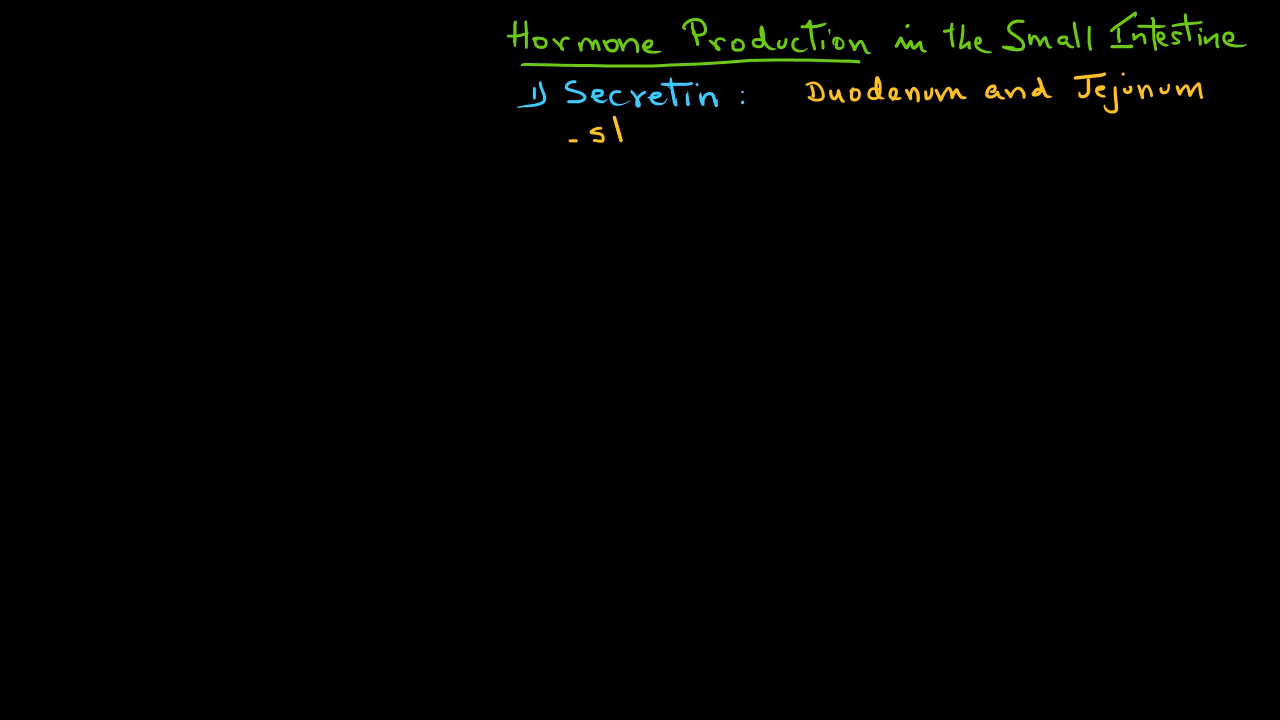 Hormone Production in the Small Intestine
1) Secretin : Duodenum and Jejunum
- sl